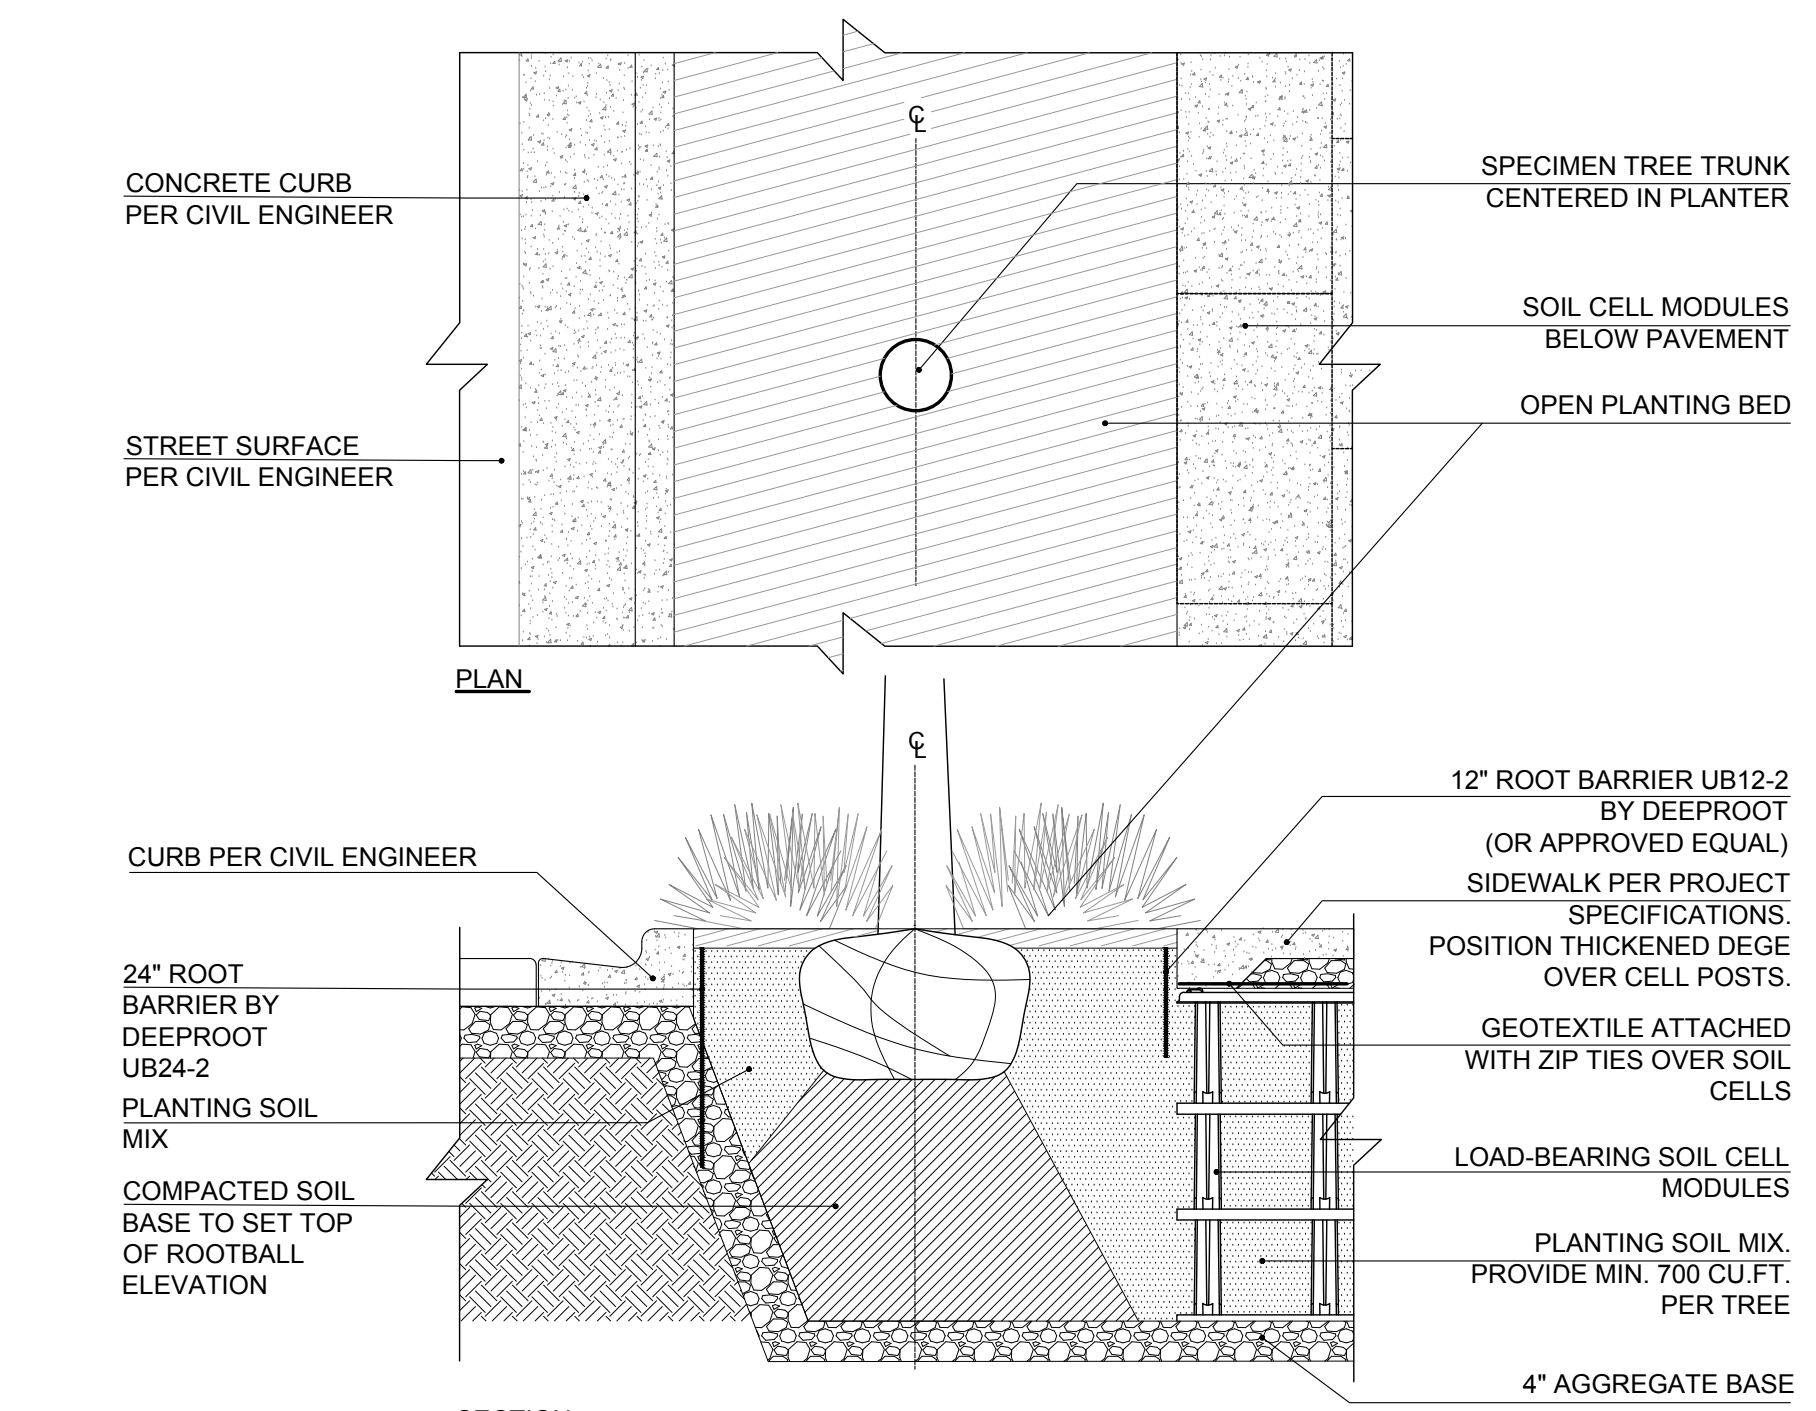 ℄
CONCRETE CURB
PER CIVIL ENGINEER
STREET SURFACE
PER CIVIL ENGINEER
SPECIMEN TREE TRUNK
CENTERED IN PLANTER
SOIL CELL MODULES
BELOW PAVEMENT
OPEN PLANTING BED
PLAN
℄
CURB PER CIVIL ENGINEER
24" ROOT
BARRIER BY
DEEPROOT
UB24-2
PLANTING SOIL
MIX
COMPACTED SOIL
BASE TO SET TOP
OF ROOTBALL
ELEVATION
12" ROOT BARRIER UB12-2
BY DEEPROOT
(OR APPROVED EQUAL)
SIDEWALK PER PROJECT
SPECIFICATIONS.
POSITION THICKENED DEGE
OVER CELL POSTS.
GEOTEXTILE ATTACHED
WITH ZIP TIES OVER SOIL
CELLS
LOAD-BEARING SOIL CELL
MODULES
PLANTING SOIL MIX.
PROVIDE MIN. 700 CU.FT.
PER TREE
4" AGGREGATE BASE